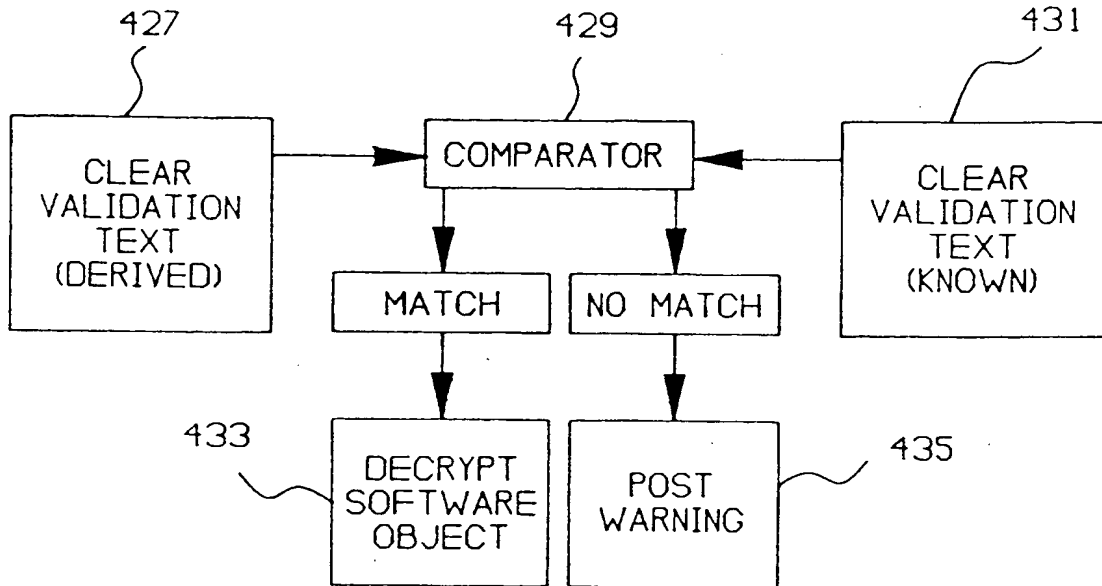 427
429
431
CLEAR
VALIDATION
TEXT
(DERIVED)
COMPARATOR
CLEAR
VALIDATION
TEXT
(KNOWN)
MATCH
NO MATCH
433
DECRYPT
SOFTWARE
OBJECT
POST
WARNING
435